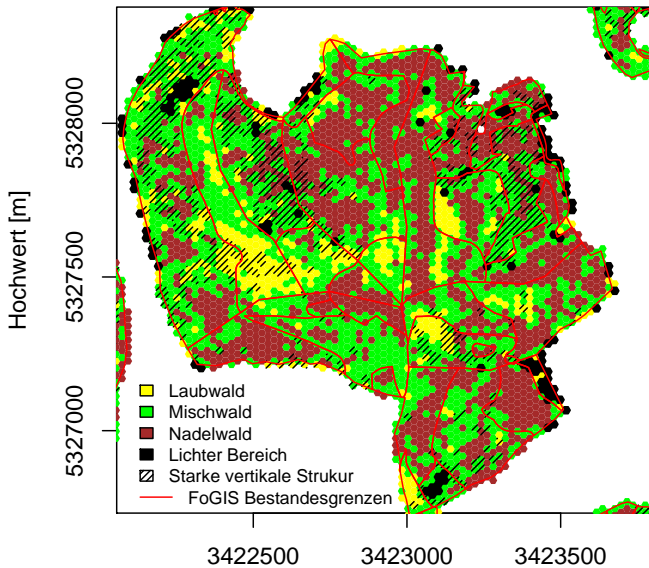 Hochwert [m]
5328000
5327500
5327000
Laubwald
Mischwald
Nadelwald
Lichter Bereich
Starke vertikale Strukur
FoGIS Bestandesgrenzen
3422500
3423000
3423500